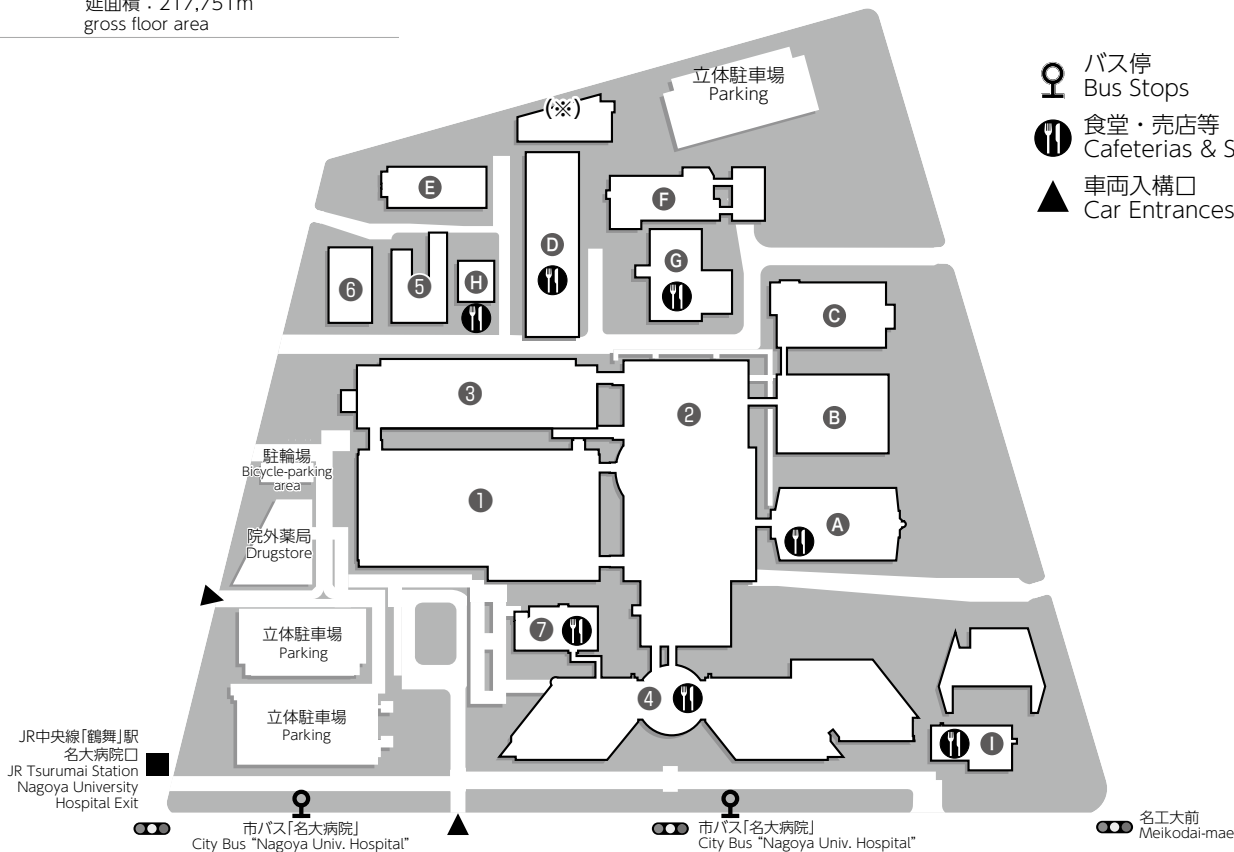 延面積：217,751m
gross floor area
バス停
Bus Stops
食堂・売店等
Cafeterias & S
車両入構口
Car Entrances
立体駐車場
Parking
(※)
E
F
D
G
6
5
H
C
3
2
B
駐輪場
Bicycle-parking
area
1
A
院外薬局
Drugstore
立体駐車場
Parking
7
4
立体駐車場
Parking
I
JR中央線「鶴舞」駅
名大病院口
JR Tsurumai Station
Nagoya University
Hospital Exit
市バス「名大病院」
City Bus “Nagoya Univ. Hospital”
市バス「名大病院」
City Bus “Nagoya Univ. Hospital”
名工大前
Meikodai-mae